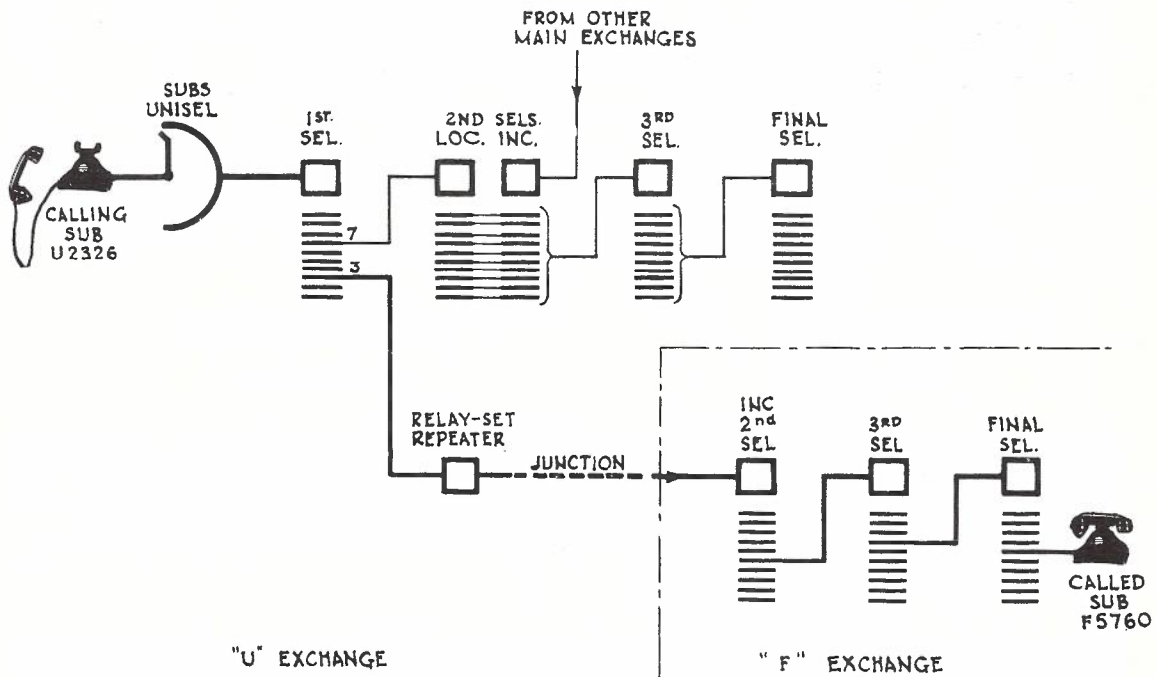 FROM OTHER
MAIN EXCHANGES
SUBS
UNISEL
1ST.
SEL.
2ND SELS.
LOC. INC.
3RD
SEL.
FINAL
SEL.
CALLING
SUB
U2326
7
3
RELAY-SET
REPEATER
JUNCTION
INC
2nd
SEL
3RD
SEL
FINAL
SEL.
CALLED
SUB
F5760
"U" EXCHANGE
"F" EXCHANGE